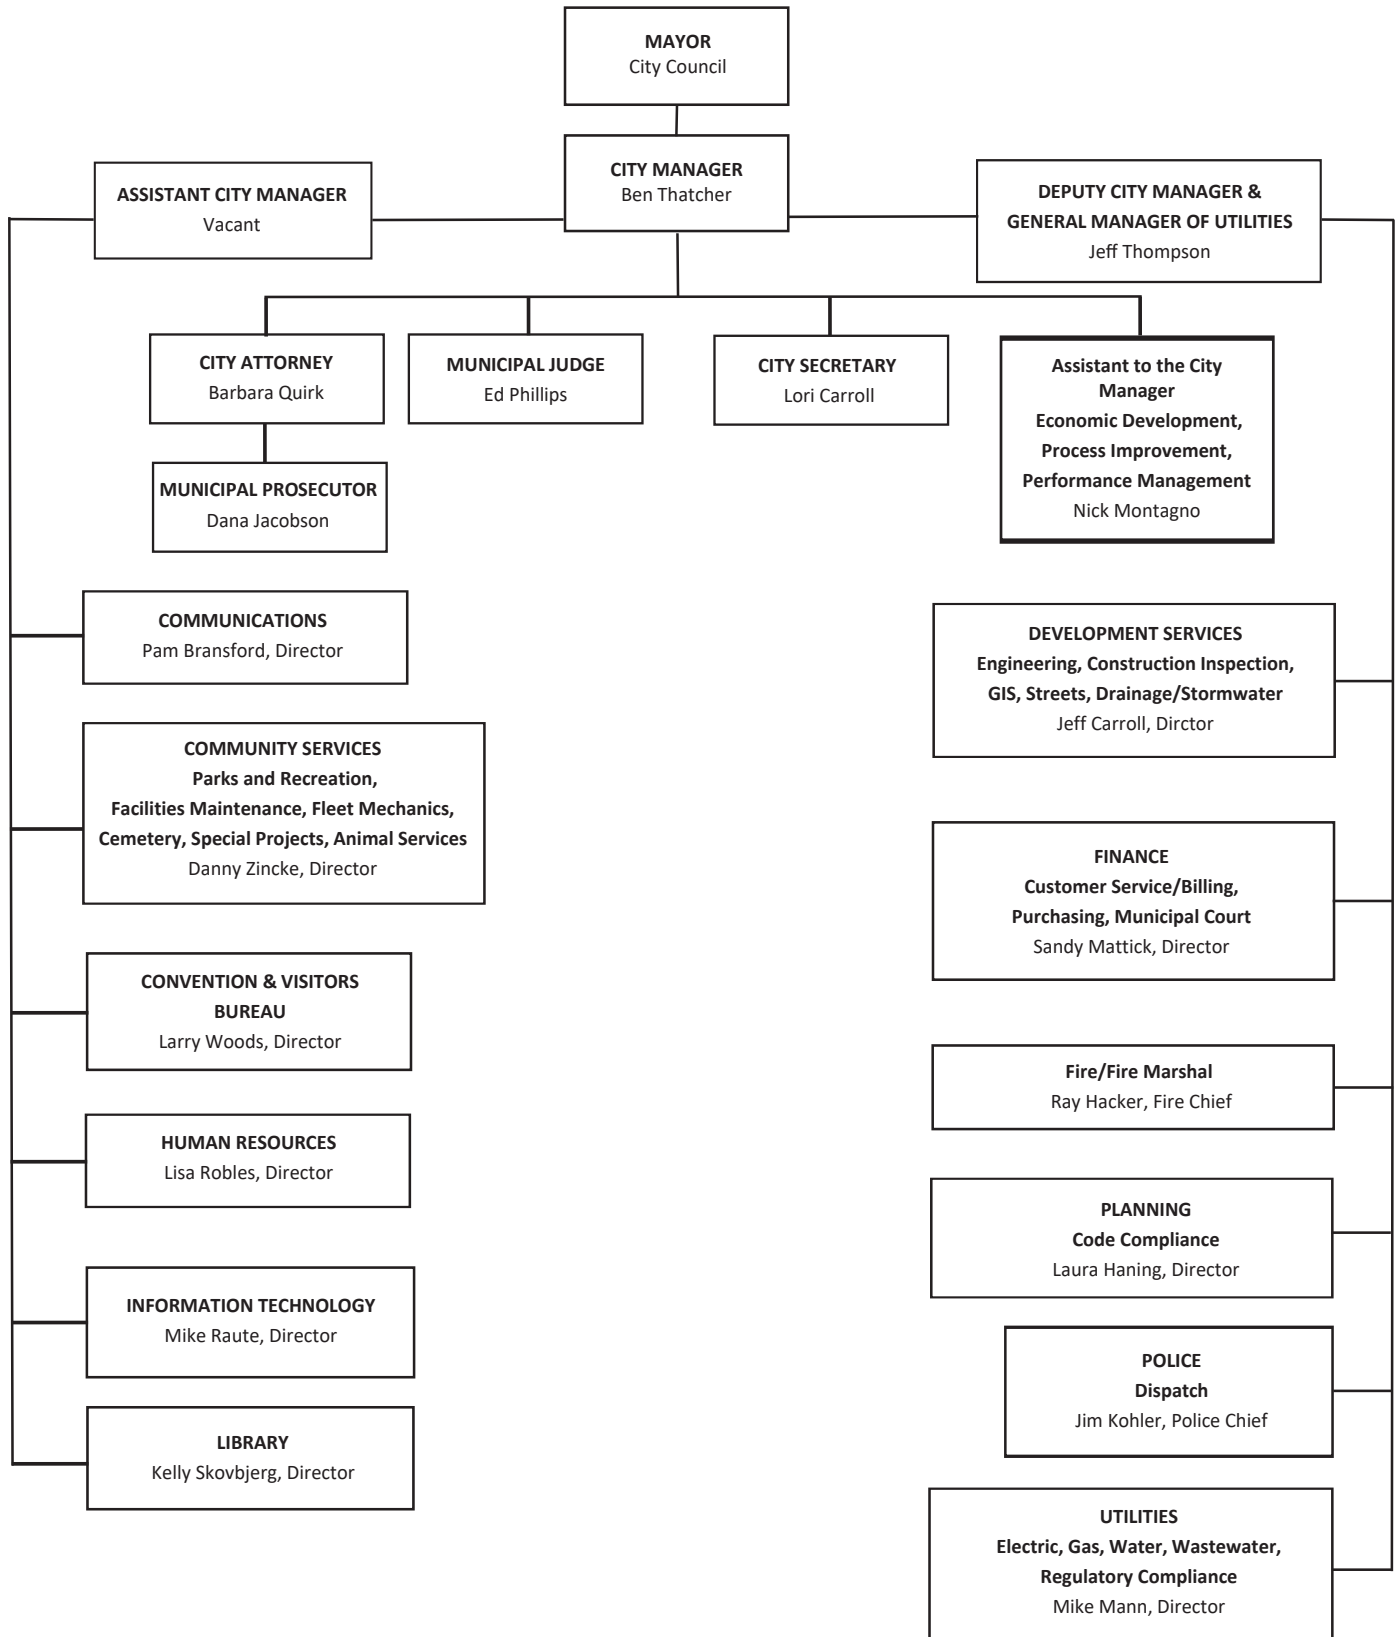 MAYOR
City Council
CITY MANAGER
Ben Thatcher
ASSISTANT CITY MANAGER
Vacant
DEPUTY CITY MANAGER &
GENERAL MANAGER OF UTILITIES
Jeff Thompson
CITY ATTORNEY
Barbara Quirk
MUNICIPAL JUDGE
Ed Phillips
CITY SECRETARY
Lori Carroll
Assistant to the City
Manager
Economic Development,
Process Improvement,
Performance Management
Nick Montagno
MUNICIPAL PROSECUTOR
Dana Jacobson
COMMUNICATIONS
Pam Bransford, Director
COMMUNITY SERVICES
Parks and Recreation,
Facilities Maintenance, Fleet Mechanics,
Cemetery, Special Projects, Animal Services
Danny Zincke, Director
CONVENTION & VISITORS
BUREAU
Larry Woods, Director
HUMAN RESOURCES
Lisa Robles, Director
INFORMATION TECHNOLOGY
Mike Raute, Director
LIBRARY
Kelly Skovbjerg, Director
DEVELOPMENT SERVICES
Engineering, Construction Inspection,
GIS, Streets, Drainage/Stormwater
Jeff Carroll, Dirctor
FINANCE
Customer Service/Billing,
Purchasing, Municipal Court
Sandy Mattick, Director
Fire/Fire Marshal
Ray Hacker, Fire Chief
PLANNING
Code Compliance
Laura Haning, Director
POLICE
Dispatch
Jim Kohler, Police Chief
UTILITIES
Electric, Gas, Water, Wastewater,
Regulatory Compliance
Mike Mann, Director